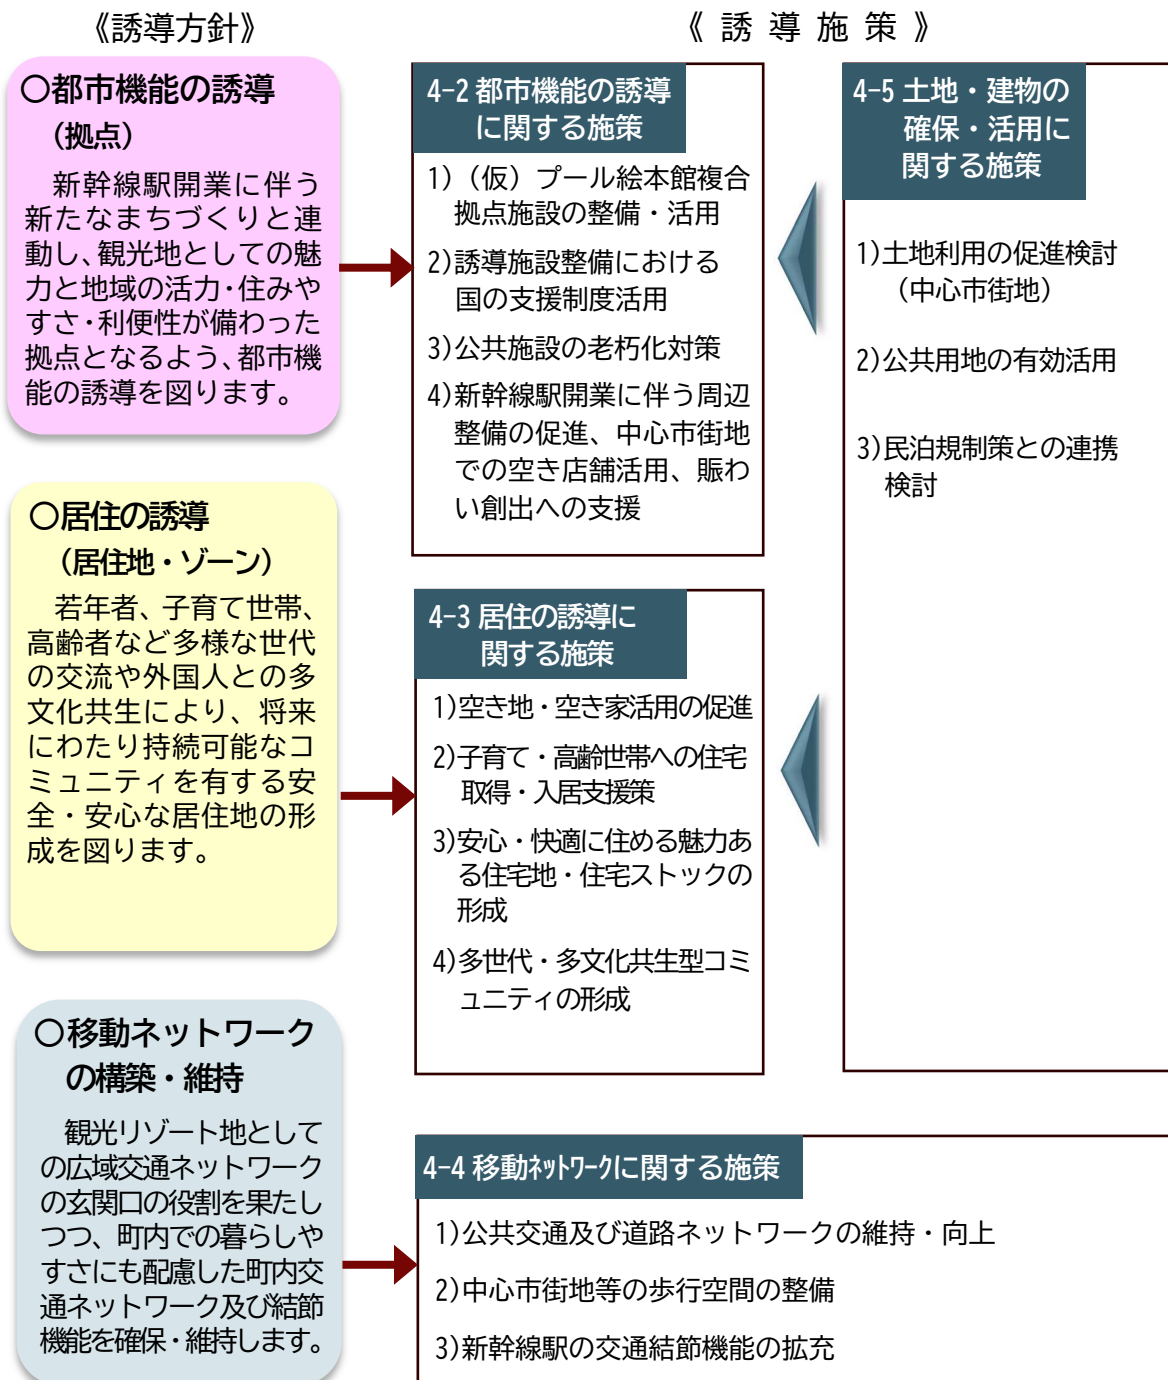 《誘導方針》
《 誘 導 施 策 》
〇都市機能の誘導
（拠点）
新幹線駅開業に伴う
新たなまちづくりと連
動し、観光地としての魅
力と地域の活力・住みや
すさ・利便性が備わった
拠点となるよう、都市機
能の誘導を図ります。
〇居住の誘導
（居住地・ゾーン）
若年者、子育て世帯、
高齢者など多様な世代
の交流や外国人との多
文化共生により、将来
にわたり持続可能なコ
ミュニティを有する安
全・安心な居住地の形
成を図ります。
〇移動ネットワーク
の構築・維持
観光リゾート地として
の広域交通ネットワーク
の玄関口の役割を果たし
つつ、町内での暮らしや
すさにも配慮した町内交
通ネットワーク及び結節
機能を確保・維持します。
4-2 都市機能の誘導
に関する施策
1)（仮）プール絵本館複合
拠点施設の整備・活用
2)誘導施設整備における
国の支援制度活用
3)公共施設の老朽化対策
4)新幹線駅開業に伴う周辺
整備の促進、中心市街地
での空き店舗活用、賑わ
い創出への支援
4-3 居住の誘導に
関する施策
1)空き地・空き家活用の促進
2)子育て・高齢世帯への住宅
取得・入居支援策
3)安心・快適に住める魅力あ
る住宅地・住宅ストックの
形成
4)多世代・多文化共生型コミ
ュニティの形成
4-5 土地・建物の
確保・活用に
関する施策
1)土地利用の促進検討
（中心市街地）
2)公共用地の有効活用
3)民泊規制策との連携
検討
4-4 移動ネットワークに関する施策
1)公共交通及び道路ネットワークの維持・向上
2)中心市街地等の歩行空間の整備
3)新幹線駅の交通結節機能の拡充